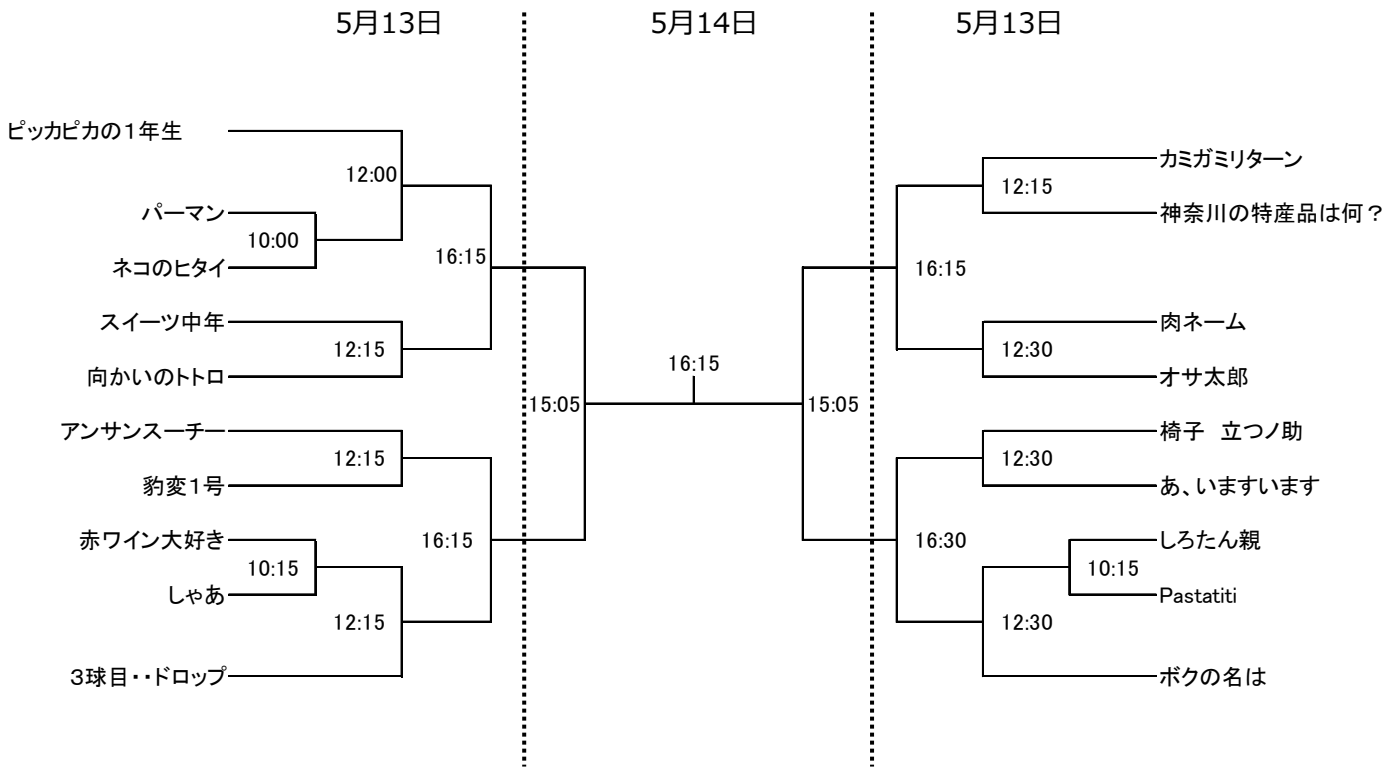 5月13日
5月14日
5月13日
ピッカピカの1年生
12:00
パーマン
10:00
ネコのヒタイ
16:15
スイーツ中年
12:15
向かいのトトロ
アンサンスーチー
12:15
豹変1号
16:15
赤ワイン大好き
10:15
しゃあ
12:15
3球目・・ドロップ
15:05
16:15
15:05
カミガミリターン
12:15
神奈川の特産品は何?
16:15
肉ネーム
12:30
オサ太郎
椅子 立つノ助
12:30
あ、いますいます
16:30
しろたん親
10:15
Pastatiti
12:30
ボクの名は